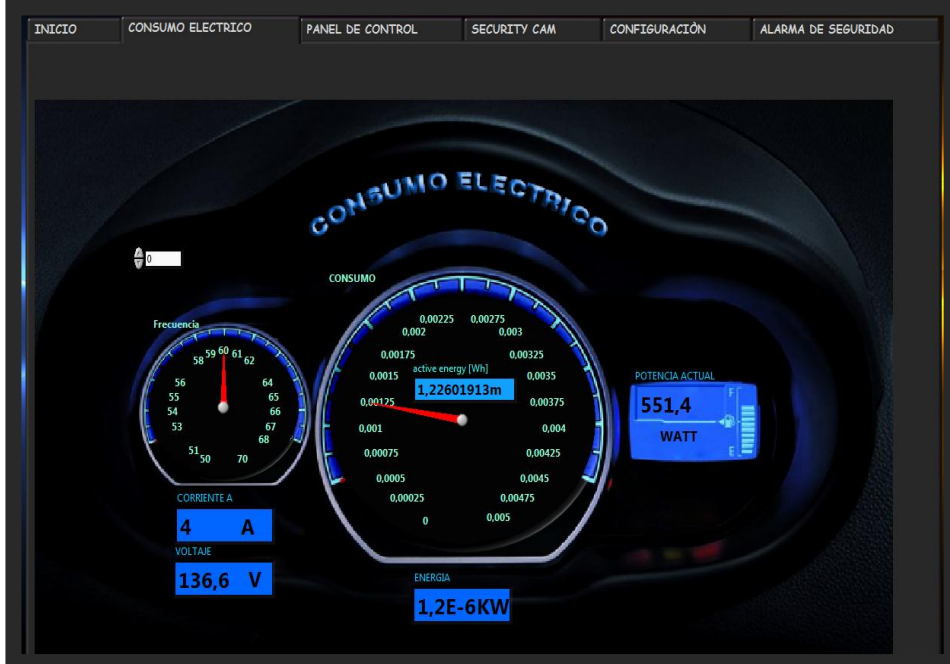 INICIO
CONSUMO ELECTRICO
PANEL DE CONTROL
SECURITY CAM
CONFIGURACIÒN
ALARMA DE SEGURIDAD
CONSUMO ELECTRICO
0
Frecuencia
50
51
53
54
55
56
58
59
60
61
62
64
65
66
67
68
70
CORRIENTE A
4 A
VOLTAJE
136,6 V
CONSUMO
0
0,00025
0,0005
0,00075
0,001
0,00125
0,0015
0,00175
0,002
0,00225
0,00275
0,003
0,00325
0,0035
0,00375
0,004
0,00425
0,0045
0,00475
0,005
active energy [Wh]
1,22601913m
ENERGIA
1,2E-6KW
POTENCIA ACTUAL
551,4
WATT
F
E